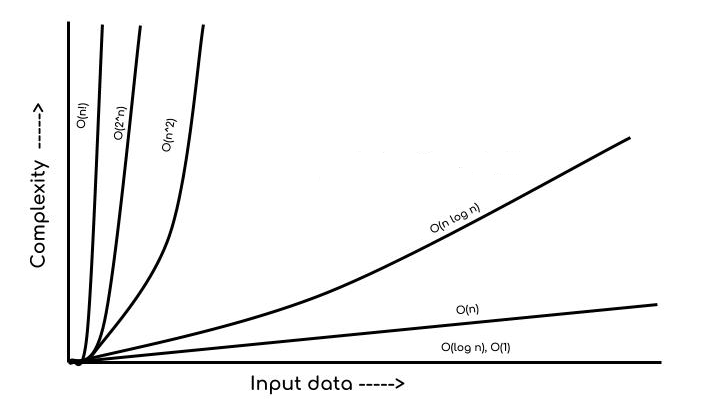 O(n!)
O(2^n)
O(n^2)
O(n log n)
O(n)
O(log n), O(1)
Complexity ----->
Input data ----->